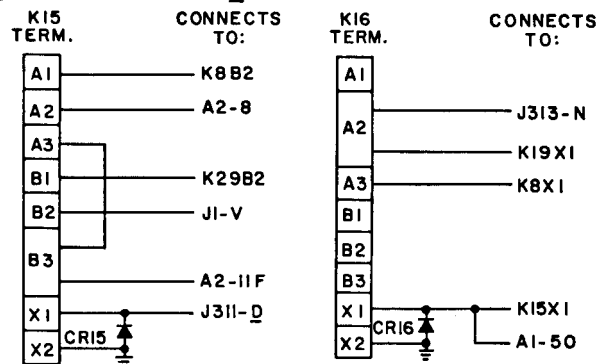 K15 TERM. CONNECTS TO:
A1 K8B2
A2 A2-8
A3
B1 K29B2
B2 J1-V
B3
A2-11F
X1 J311-D
CR15
X2
K16 TERM. CONNECTS TO:
A1
J313-N
A2
K19X1
A3 K8X1
B1
B2
B3
X1 K15X1
CR16
X2 A1-50